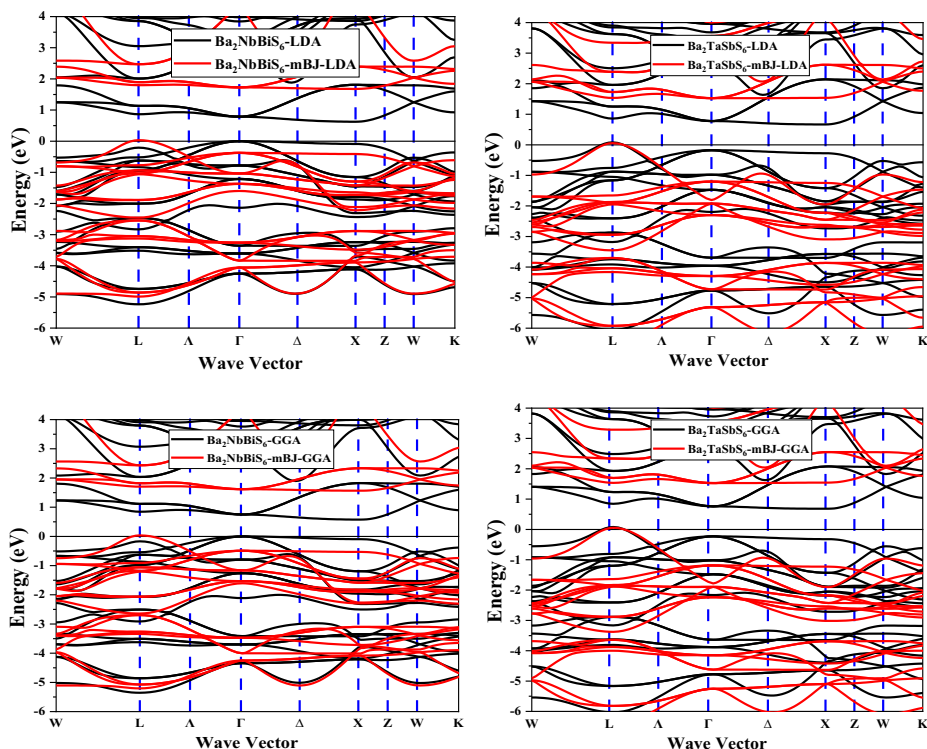 4
3
2
1
0
-1
-2
-3
-4
-5
-6
Energy (eV)
Ba₂NbBiS₆-LDA
Ba₂NbBiS₆-mBJ-LDA
W L Λ Γ Δ X Z W K
Wave Vector
4
3
2
1
0
-1
-2
-3
-4
-5
-6
Energy (eV)
Ba₂TaSbS₆-LDA
Ba₂TaSbS₆-mBJ-LDA
W L Λ Γ Δ X Z W K
Wave Vector
4
3
2
1
0
-1
-2
-3
-4
-5
-6
Energy (eV)
Ba₂NbBiS₆-GGA
Ba₂NbBiS₆-mBJ-GGA
W L Λ Γ Δ X Z W K
Wave Vector
4
3
2
1
0
-1
-2
-3
-4
-5
-6
Energy (eV)
Ba₂TaSbS₆-GGA
Ba₂TaSbS₆-mBJ-GGA
W L Λ Γ Δ X Z W K
Wave Vector